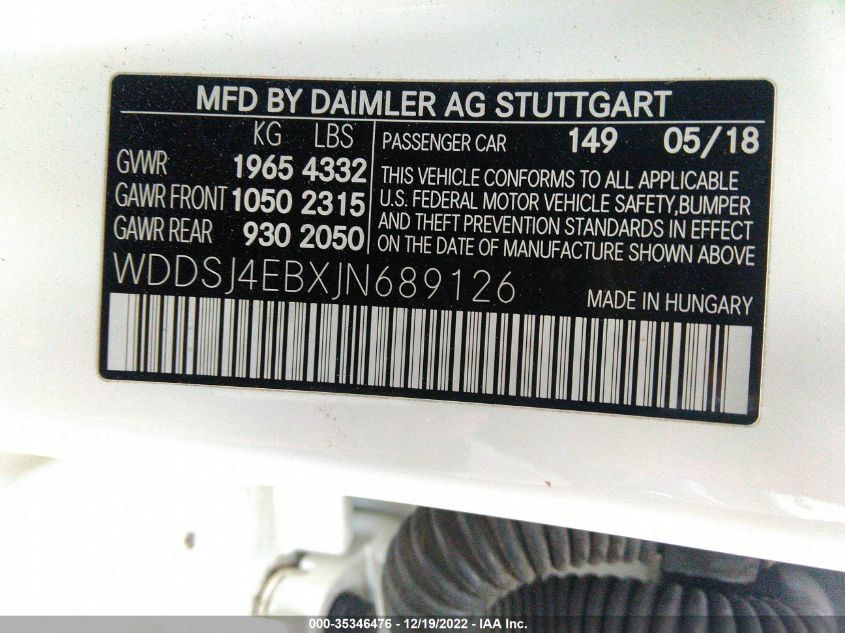 MFD BY DAIMLER AG STUTTGART
KG LBS
GVWR 1965 4332
GAWR FRONT 1050 2315
GAWR REAR 930 2050
PASSENGER CAR 149 05/18
THIS VEHICLE CONFORMS TO ALL APPLICABLE
U.S. FEDERAL MOTOR VEHICLE SAFETY,BUMPER
AND THEFT PREVENTION STANDARDS IN EFFECT
ON THE DATE OF MANUFACTURE SHOWN ABOVE
WDDSJ4EBXJN689126
MADE IN HUNGARY
000-35346476 - 12/19/2022 - IAA Inc.